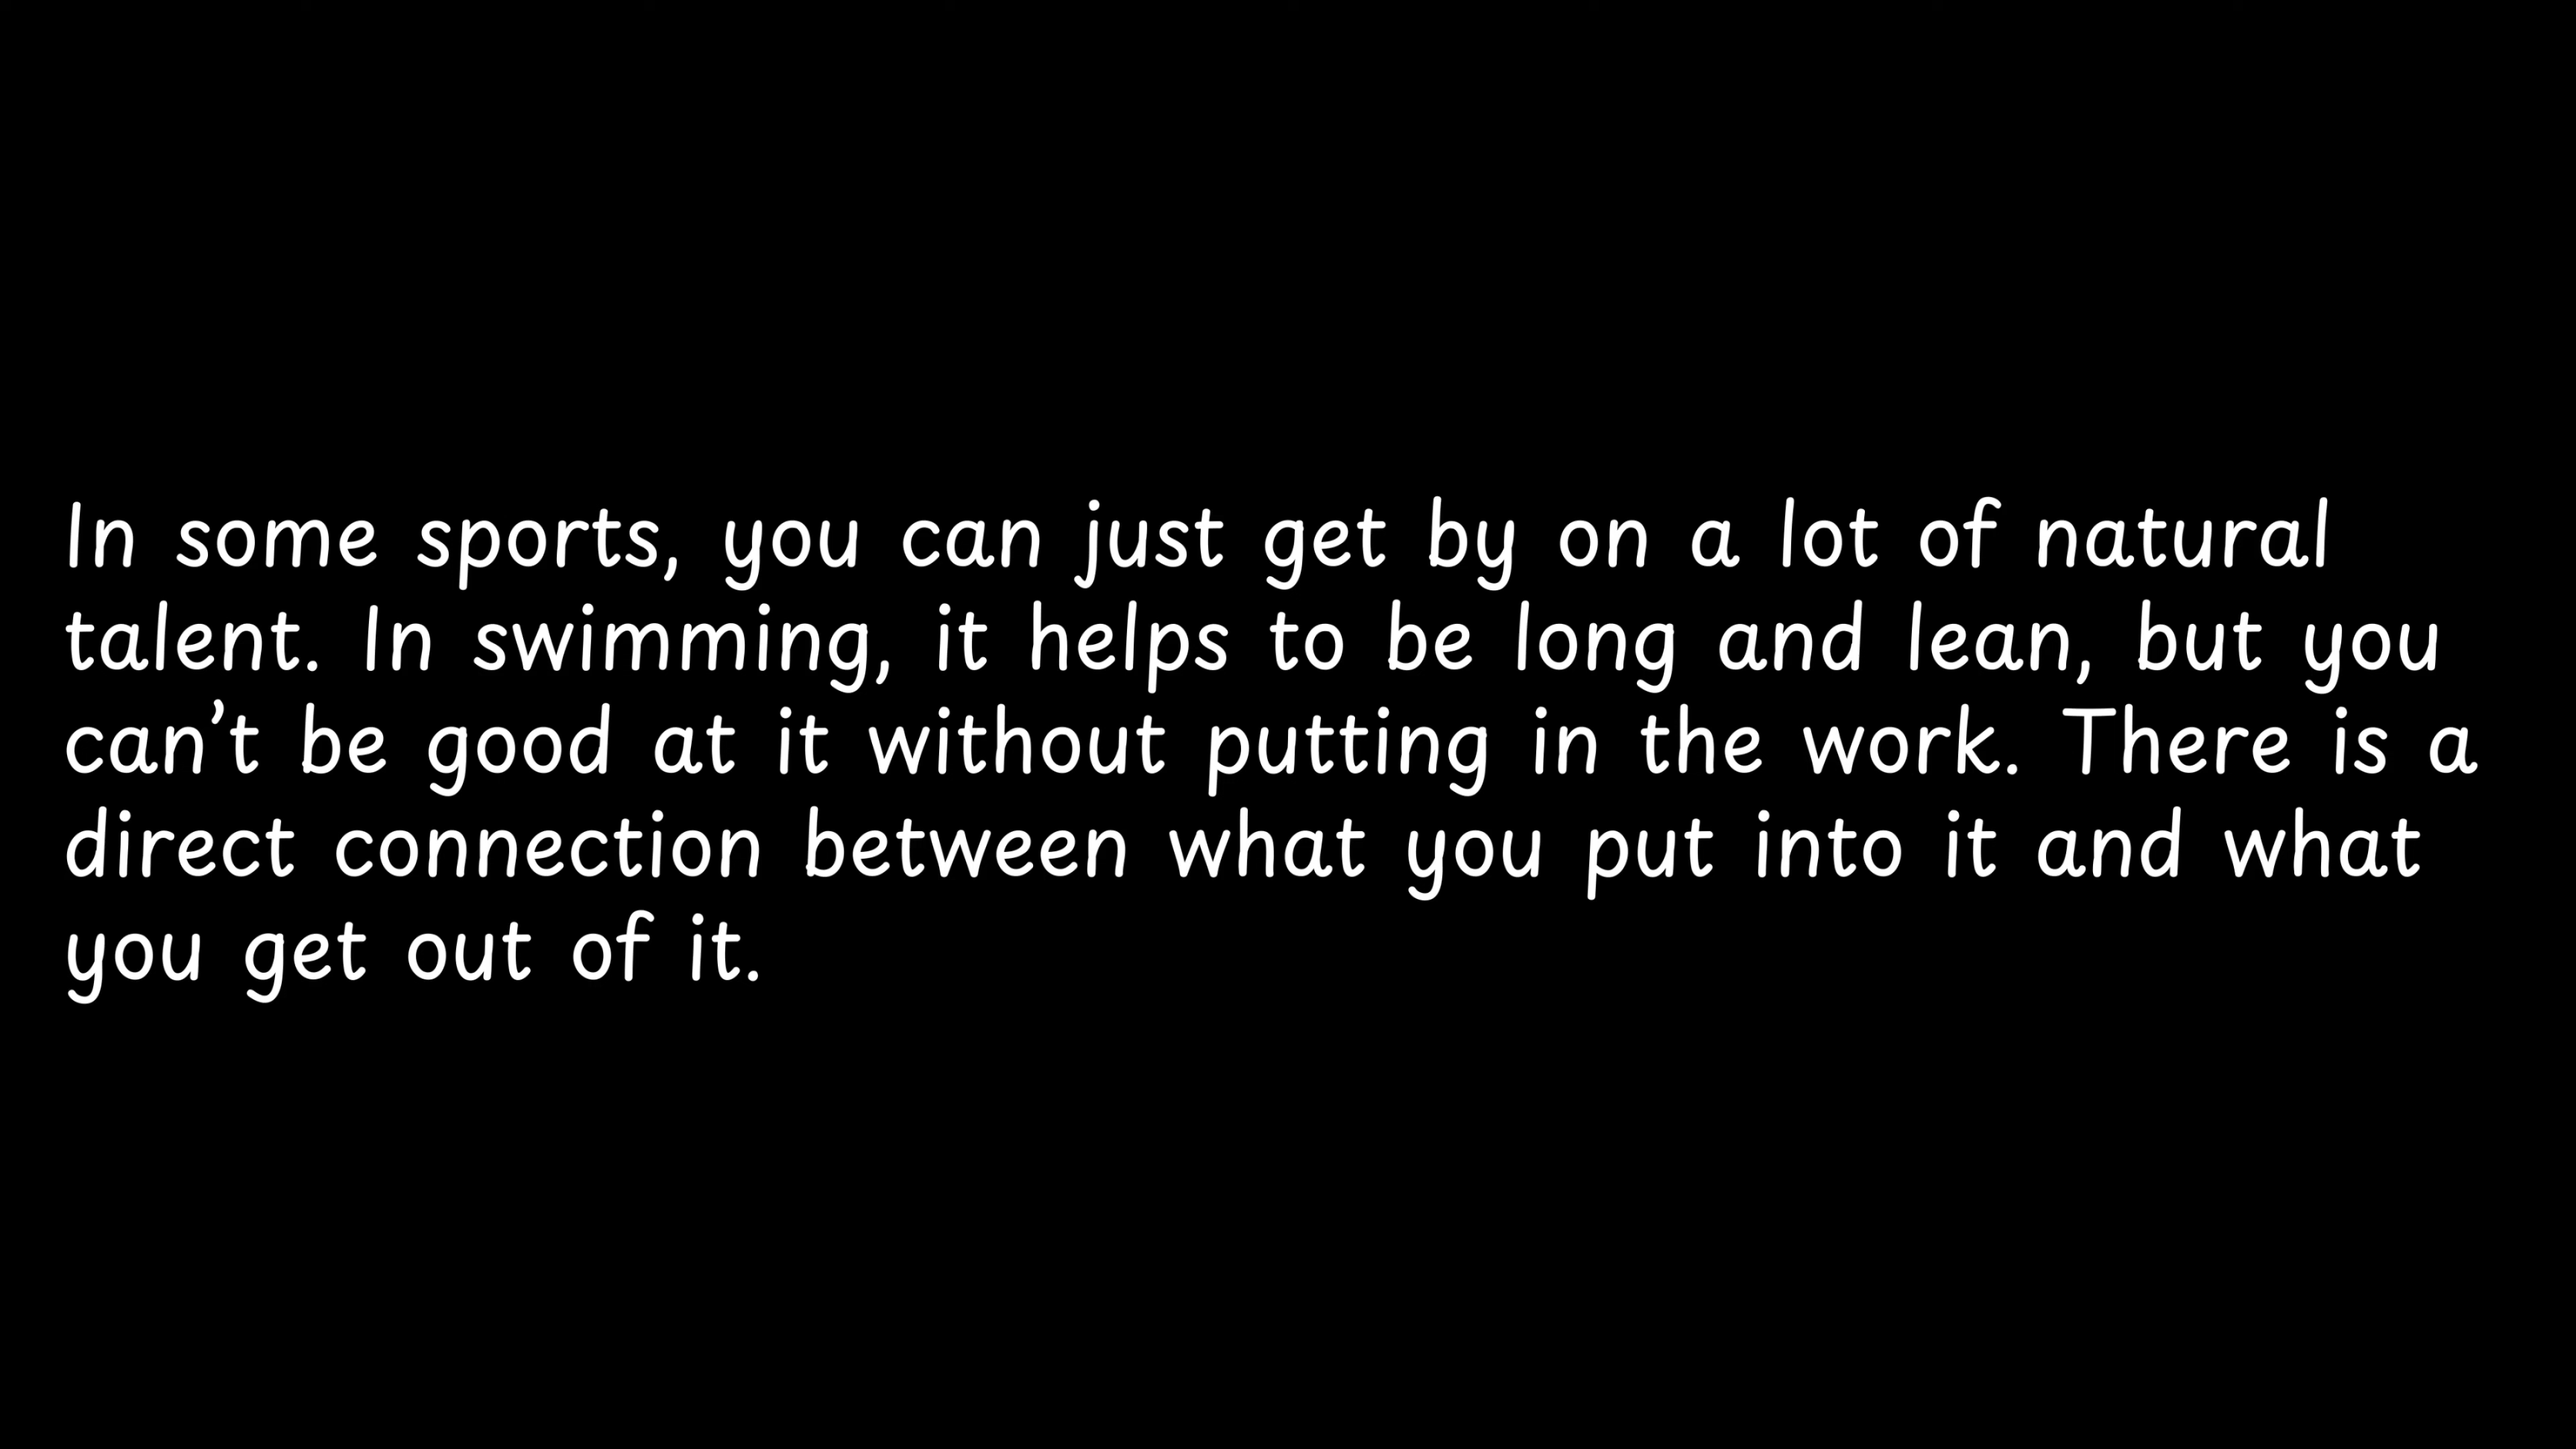 In some sports, you can just get by on a lot of natural
talent. In swimming, it helps to be long and lean, but you
can’t be good at it without putting in the work. There is a
direct connection between what you put into it and what
you get out of it.